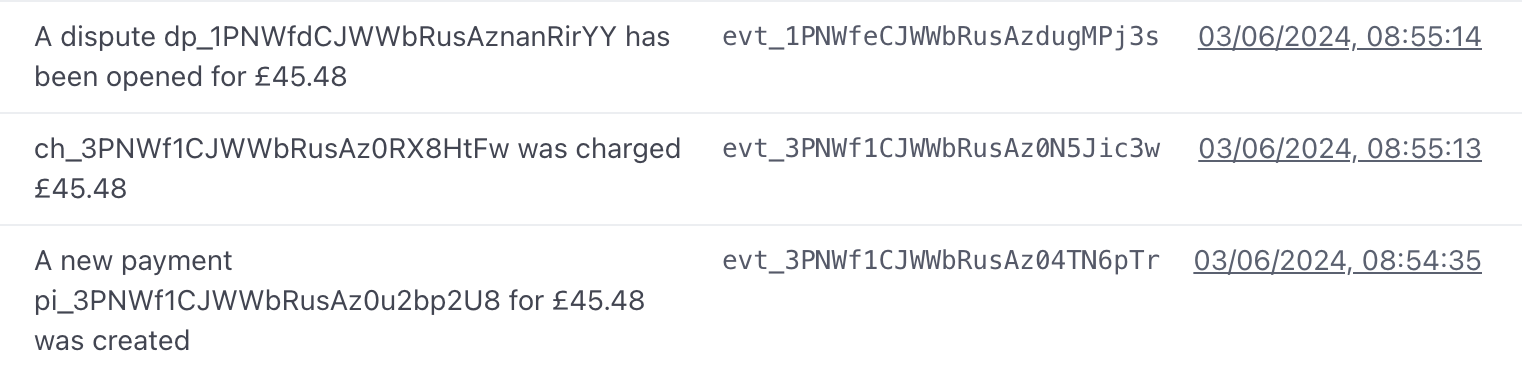 A dispute dp_1PNWfdCJWWbRusAznanRirYY has
been opened for £45.48
evt_1PNWfeCJWWbRusAzdugMPj3s
03/06/2024, 08:55:14
ch_3PNWf1CJWWbRusAz0RX8HtFw was charged
£45.48
evt_3PNWf1CJWWbRusAz0N5Jic3w
03/06/2024, 08:55:13
A new payment
pi_3PNWf1CJWWbRusAz0u2bp2U8 for £45.48
was created
evt_3PNWf1CJWWbRusAz04TN6pTr
03/06/2024, 08:54:35